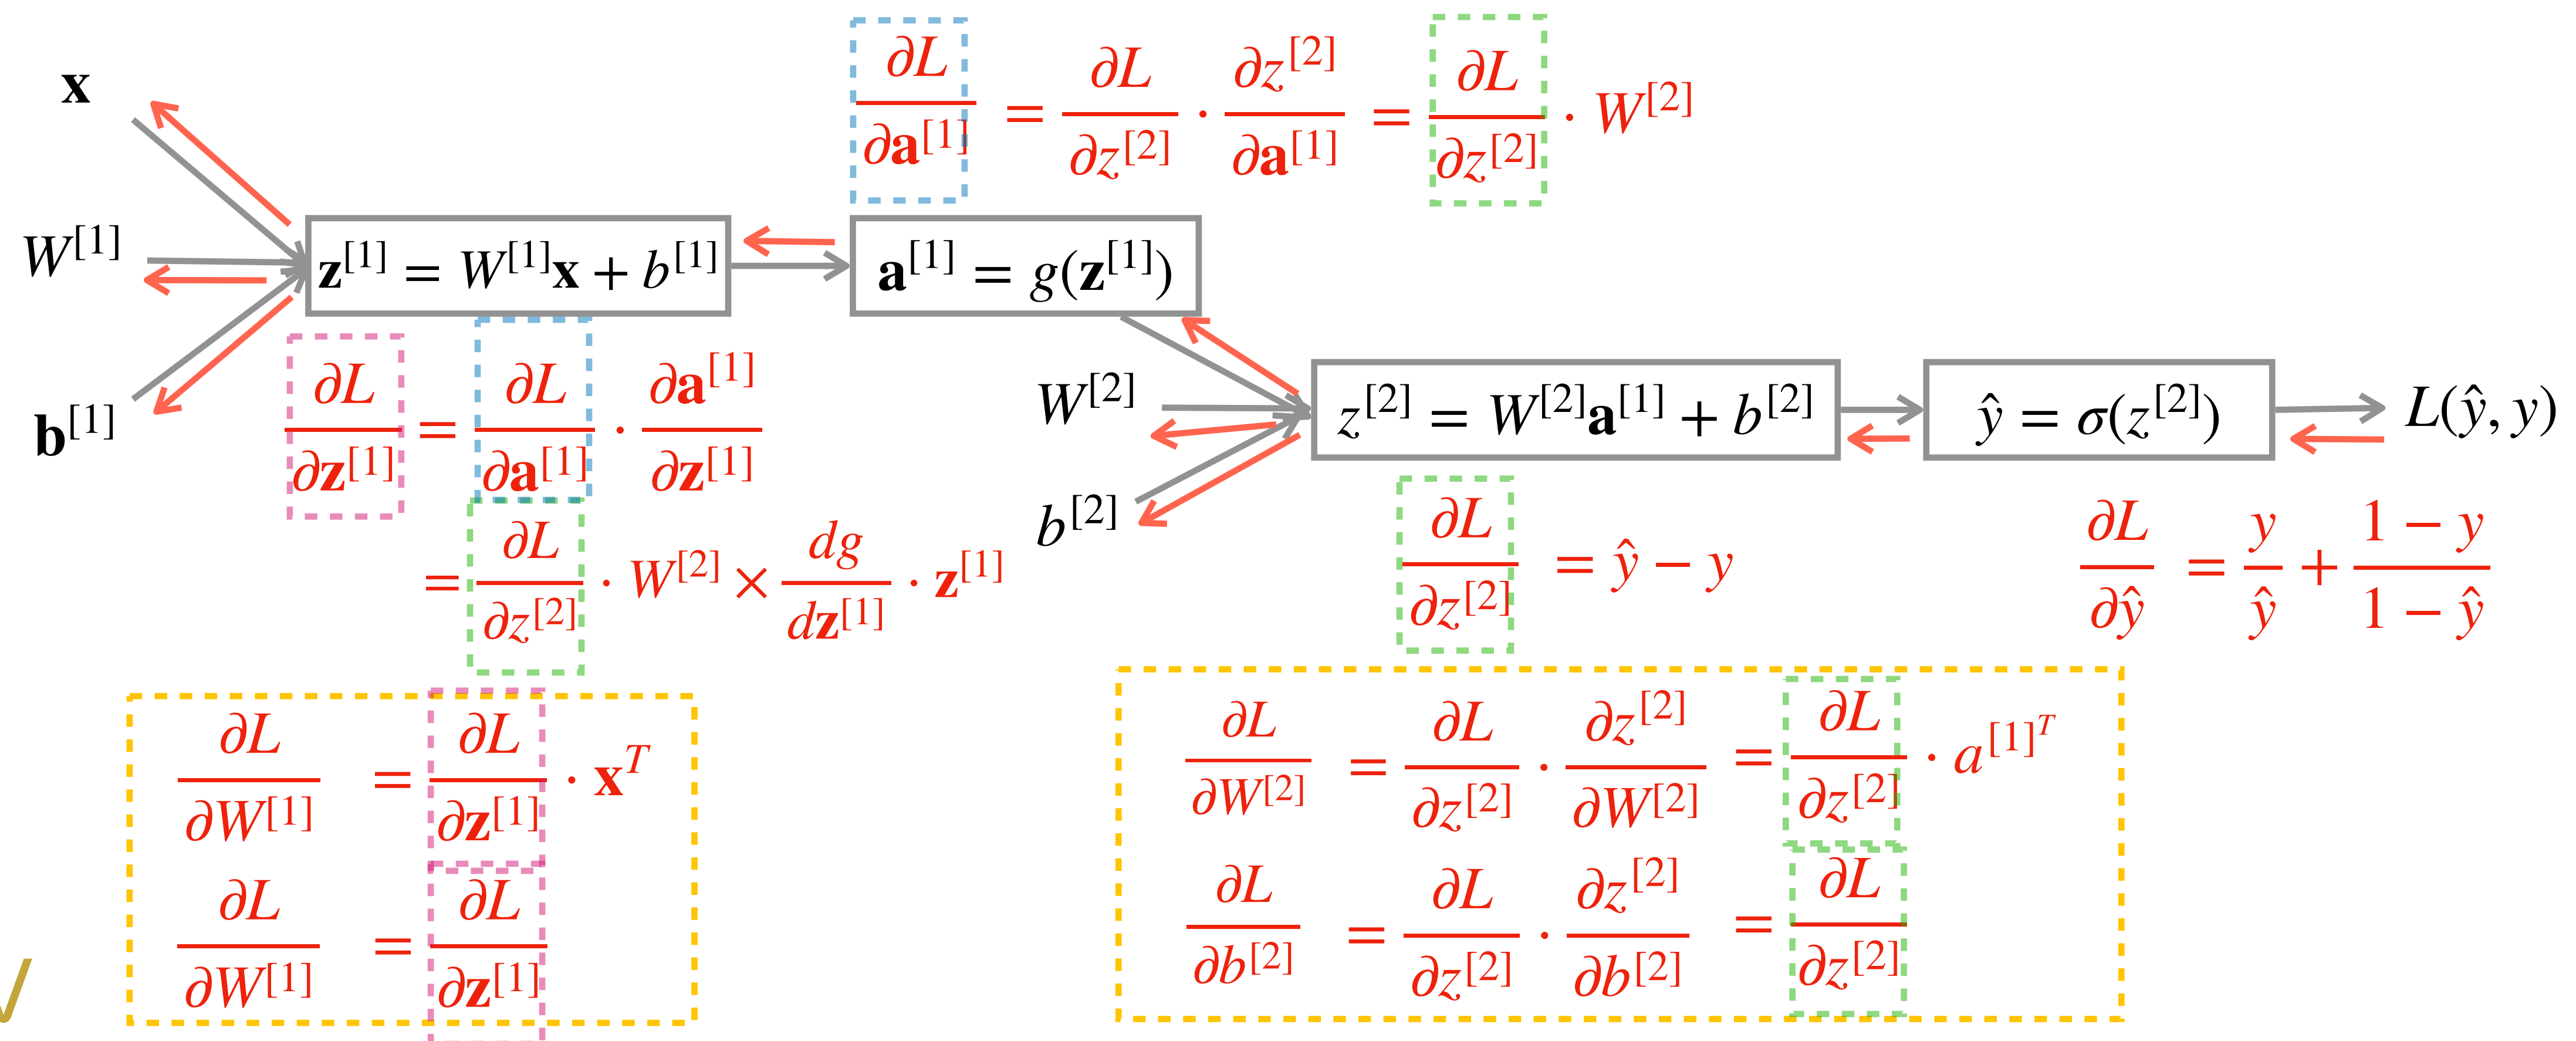 ∂L/∂𝐚^[1] = ∂L/∂z^[2] · ∂z^[2]/∂𝐚^[1] = ∂L/∂z^[2] · W^[2]
𝐱
W^[1]
𝐛^[1]
𝐳^[1] = W^[1]𝐱 + b^[1]
𝐚^[1] = g(𝐳^[1])
W^[2]
b^[2]
z^[2] = W^[2]𝐚^[1] + b^[2]
ŷ = σ(z^[2])
L(ŷ, y)
∂L/∂𝐳^[1] = ∂L/∂𝐚^[1] · ∂𝐚^[1]/∂𝐳^[1]
= ∂L/∂z^[2] · W^[2] × dg/d𝐳^[1] · 𝐳^[1]
∂L/∂z^[2] = ŷ − y
∂L/∂ŷ = y/ŷ + (1 − y)/(1 − ŷ)
∂L/∂W^[1] = ∂L/∂𝐳^[1] · 𝐱^T
∂L/∂W^[1] = ∂L/∂𝐳^[1]
∂L/∂W^[2] = ∂L/∂z^[2] · ∂z^[2]/∂W^[2] = ∂L/∂z^[2] · a^[1]^T
∂L/∂b^[2] = ∂L/∂z^[2] · ∂z^[2]/∂b^[2] = ∂L/∂z^[2]